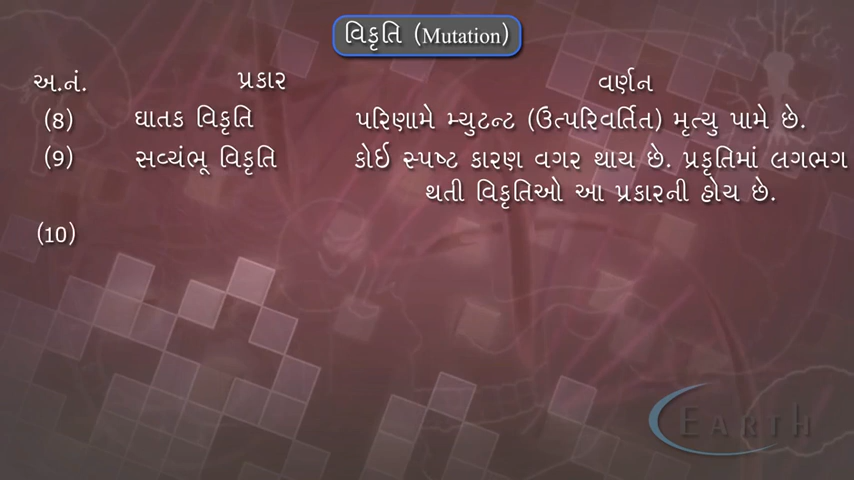 વિકૃતિ (Mutation)
અ.નં. પ્રકાર વર્ણન
(8) ઘાતક વિકૃતિ પરિણામે મ્યુટન્ટ (ઉત્પરિવર્તિત) મૃત્યુ પામે છે.
(9) સવ્યંભૂ વિકૃતિ કોઈ સ્પષ્ટ કારણ વગર થાય છે. પ્રકૃતિમાં લગભગ
થતી વિકૃતિઓ આ પ્રકારની હોય છે.
(10)
EARTH